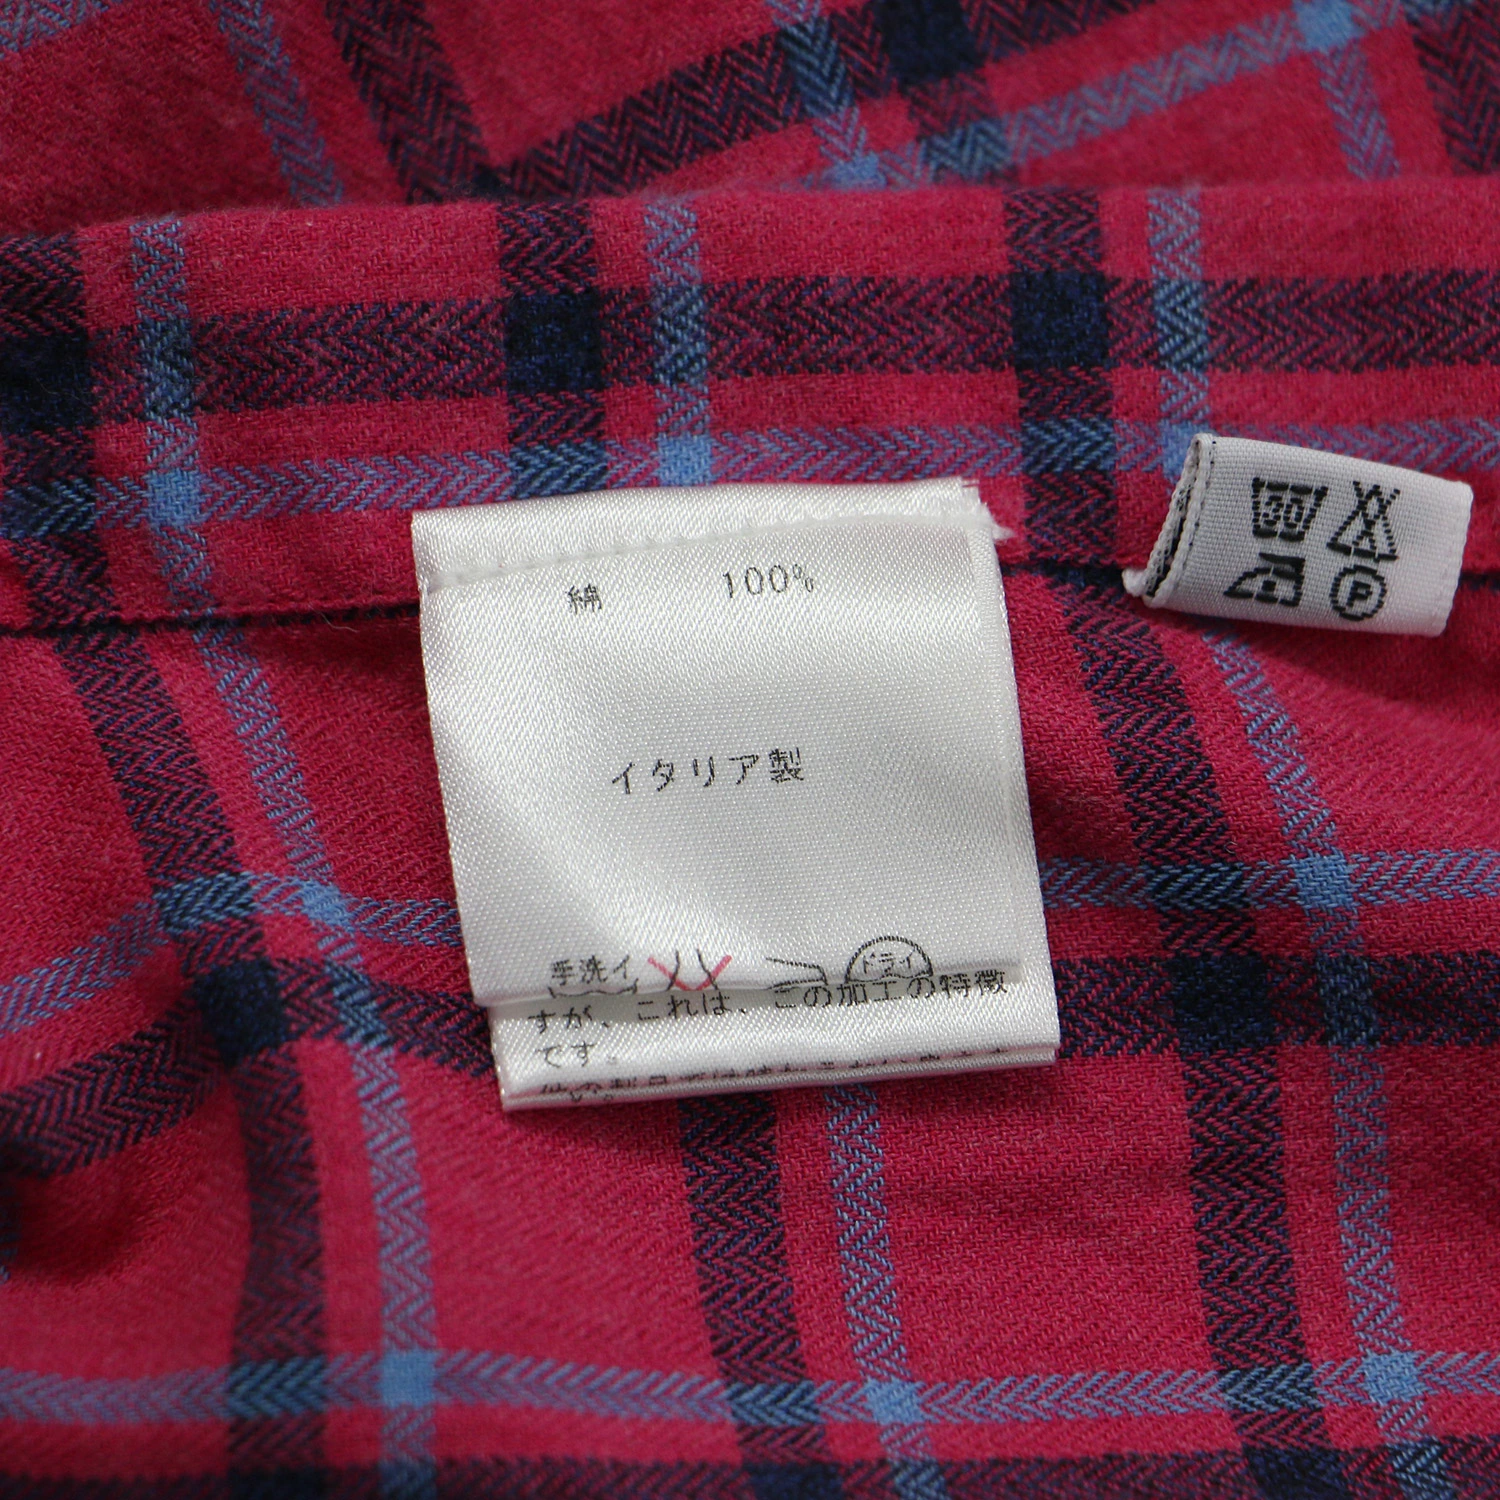 綿 100%
イタリア製
手洗イ ドライ
すが、これは、この加工の特徴
です。
30
P